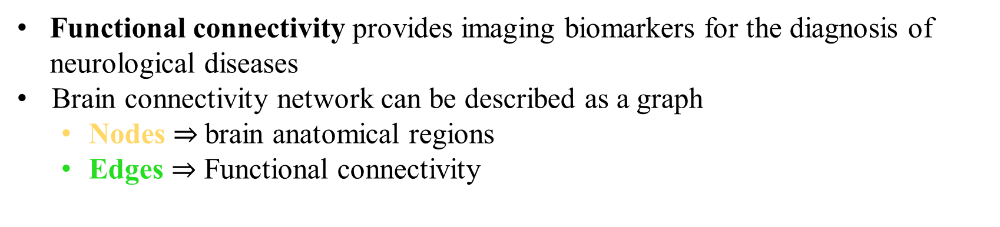 • Functional connectivity provides imaging biomarkers for the diagnosis of
neurological diseases
• Brain connectivity network can be described as a graph
• Nodes ⇒ brain anatomical regions
• Edges ⇒ Functional connectivity